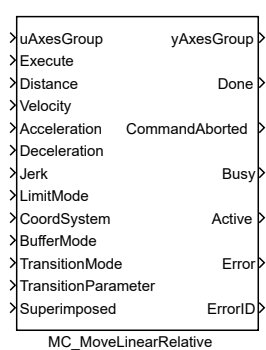 uAxesGroup yAxesGroup
Execute
Distance Done
Velocity
Acceleration CommandAborted
Deceleration
Jerk Busy
LimitMode
CoordSystem Active
BufferMode
TransitionMode Error
TransitionParameter
Superimposed ErrorID
MC_MoveLinearRelative